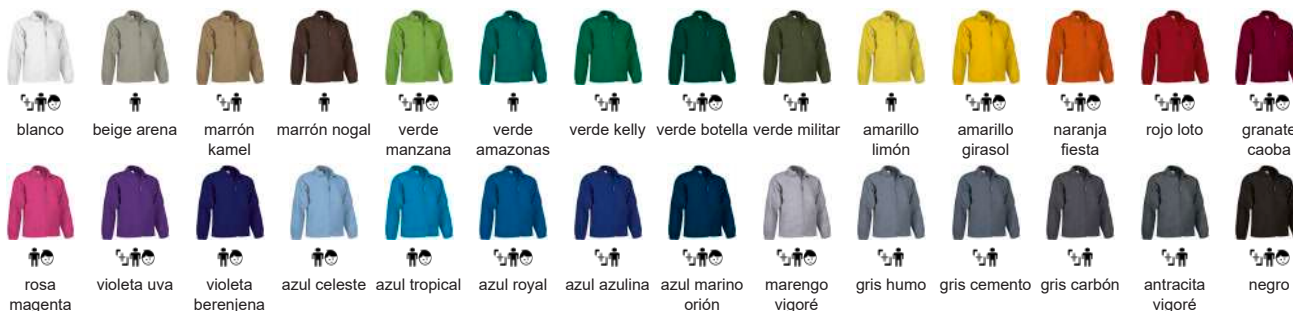 blanco
beige arena
marrón
kamel
marrón nogal
verde
manzana
verde
amazonas
verde kelly
verde botella
verde militar
amarillo
limón
amarillo
girasol
naranja
fiesta
rojo loto
granate
caoba
rosa
magenta
violeta uva
violeta
berenjena
azul celeste
azul tropical
azul royal
azul azulina
azul marino
orión
marengo
vigoré
gris humo
gris cemento
gris carbón
antracita
vigoré
negro